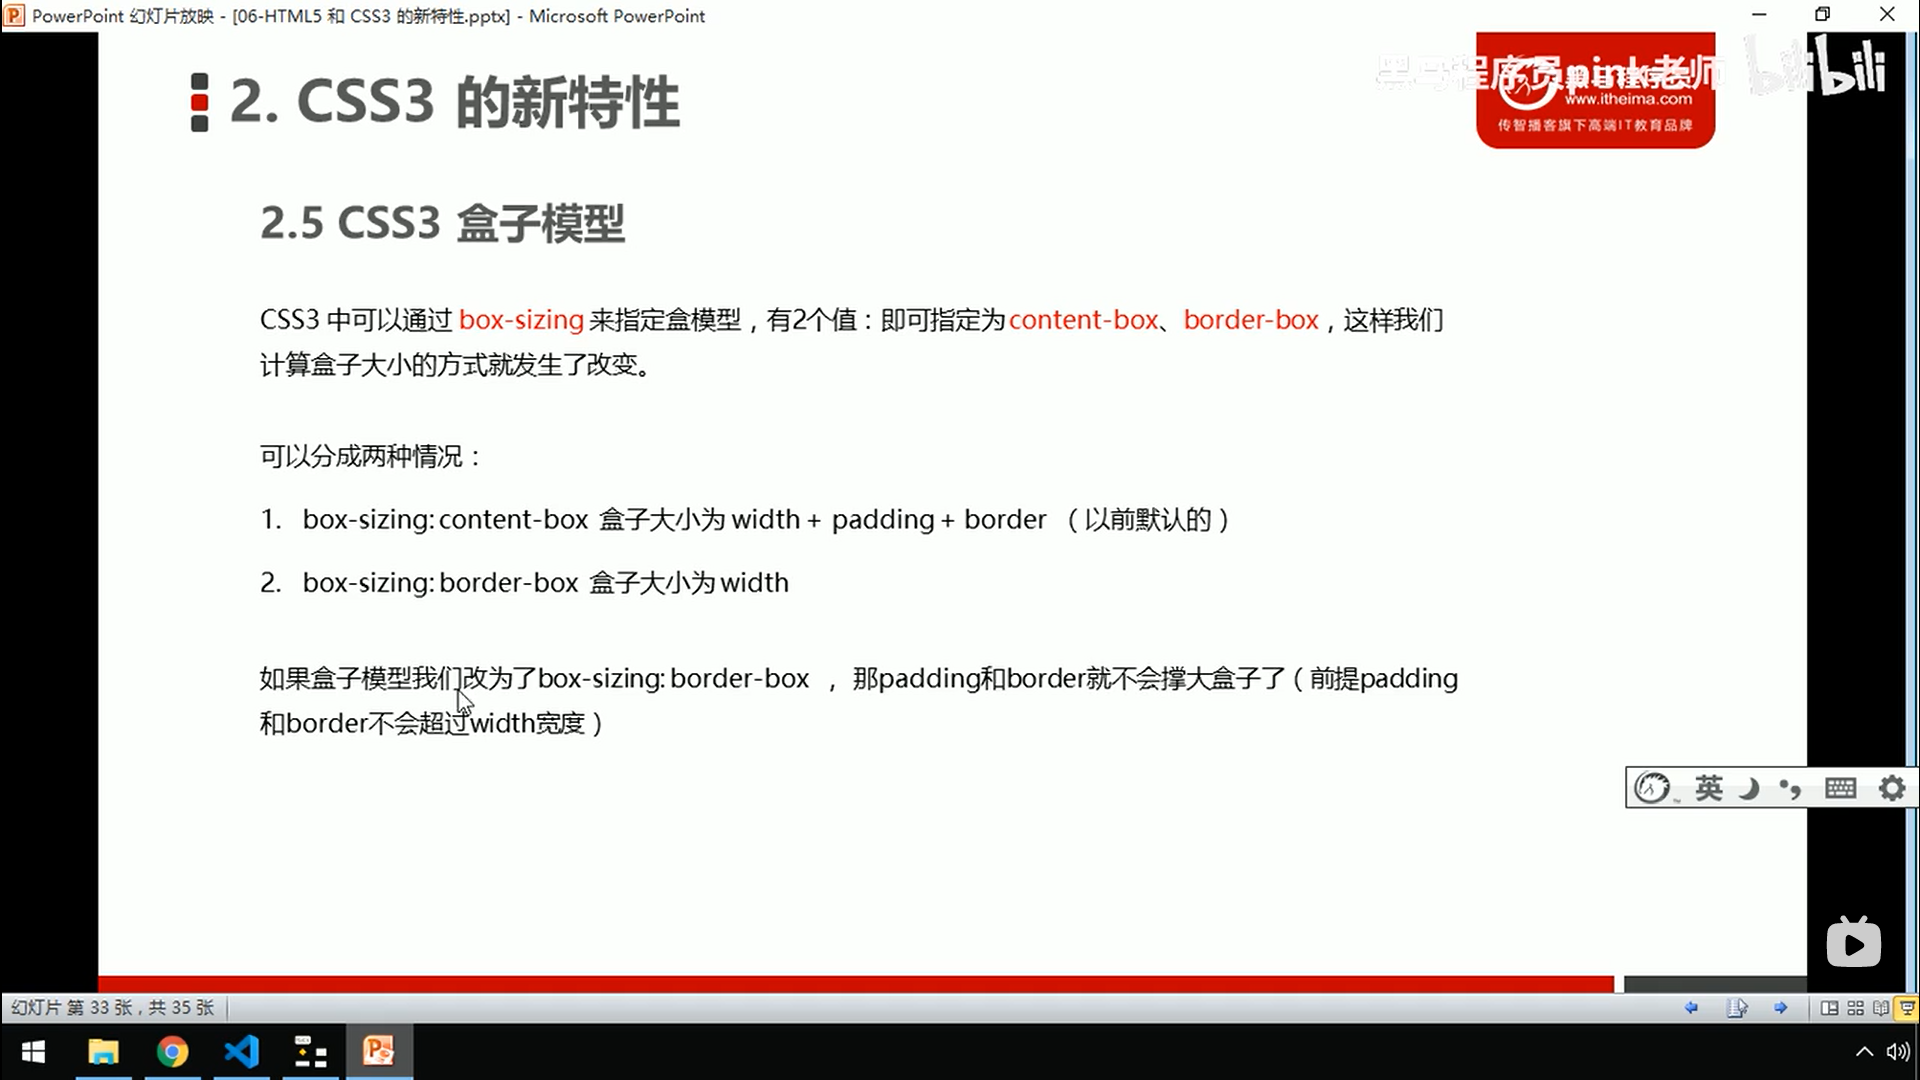 PowerPoint 幻灯片放映 - [06-HTML5 和 CSS3 的新特性.pptx] - Microsoft PowerPoint
2. CSS3 的新特性
黑马程序员pink老师
bilibili
www.itheima.com
传智播客旗下高端IT教育品牌
2.5 CSS3 盒子模型
CSS3 中可以通过 box-sizing 来指定盒模型，有2个值：即可指定为content-box、border-box，这样我们
计算盒子大小的方式就发生了改变。
可以分成两种情况：
1. box-sizing: content-box 盒子大小为 width + padding + border （以前默认的）
2. box-sizing: border-box 盒子大小为 width
如果盒子模型我们改为了box-sizing: border-box ， 那padding和border就不会撑大盒子了（前提padding
和border不会超过width宽度）
英
幻灯片 第 33 张，共 35 张